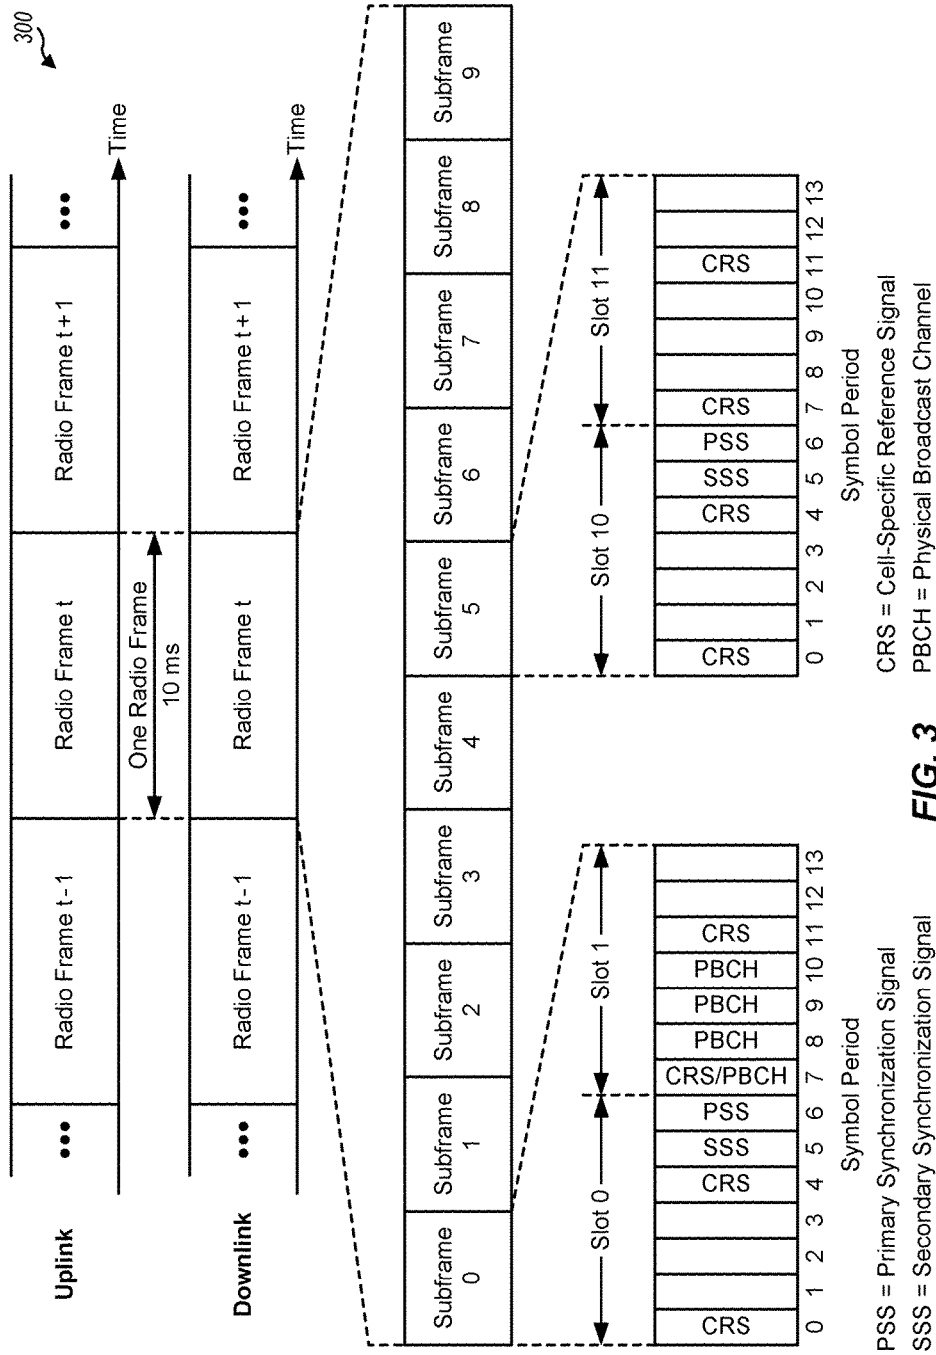 300
Uplink
•••
Radio Frame t - 1
Radio Frame t
Radio Frame t + 1
•••
Time
One Radio Frame
10 ms
Downlink
•••
Radio Frame t - 1
Radio Frame t
Radio Frame t + 1
•••
Time
Subframe 0
Subframe 1
Subframe 2
Subframe 3
Subframe 4
Subframe 5
Subframe 6
Subframe 7
Subframe 8
Subframe 9
Slot 0
Slot 1
CRS
CRS
SSS
PSS
CRS/PBCH
PBCH
PBCH
PBCH
CRS
0 1 2 3 4 5 6 7 8 9 10 11 12 13
Symbol Period
Slot 10
Slot 11
CRS
CRS
SSS
PSS
CRS
CRS
0 1 2 3 4 5 6 7 8 9 10 11 12 13
Symbol Period
PSS = Primary Synchronization Signal
SSS = Secondary Synchronization Signal
CRS = Cell-Specific Reference Signal
PBCH = Physical Broadcast Channel
FIG. 3